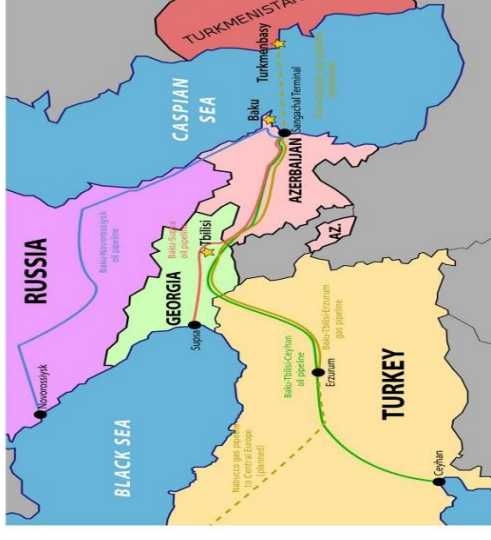 RUSSIA
Novorossiysk
Baku-Novorossiysk
oil pipeline
BLACK SEA
CASPIAN
SEA
TURKMENISTAN
Turkmenbasy
Baku
Sangachal Terminal
GEORGIA
Tbilisi
Supsa
Baku-Supsa
oil pipeline
AZERBAIJAN
AZ.
Baku-Tbilisi-Ceyhan
oil pipeline
Baku-Tbilisi-Erzurum
gas pipeline
Erzurum
Nabucco gas pipeline
to Central Europe
(planned)
TURKEY
Ceyhan